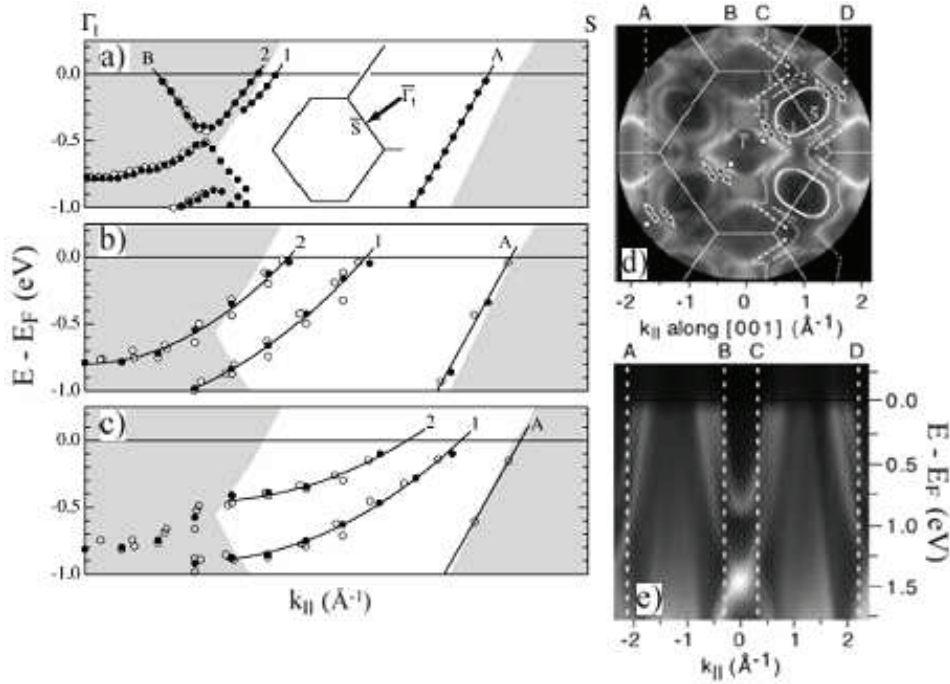 Γ₁ S
a) B 2 1 A
0.0
-0.5
-1.0
Γ̄₁
S̄
b) 2 1 A
0.0
-0.5
-1.0
c) 2 1 A
0.0
-0.5
-1.0
E - E_F (eV)
k_|| (Å⁻¹)
A B C D
d)
-2 -1 0 1 2
k_|| along [001] (Å⁻¹)
A B C D
0.0
0.5
1.0
1.5
E - E_F (eV)
e)
-2 -1 0 1 2
k_|| (Å⁻¹)